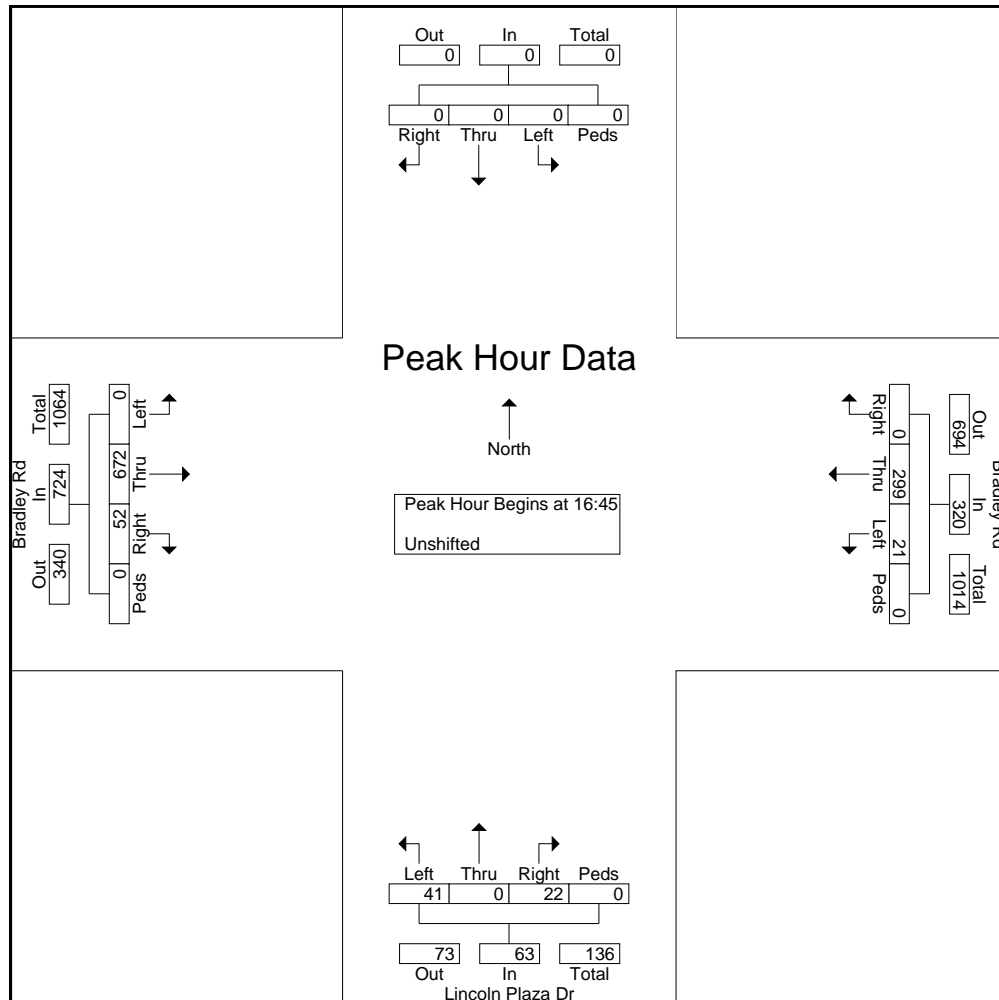 Out In Total
0 0 0
0 0 0 0
Right Thru Left Peds
Peak Hour Data
North
Peak Hour Begins at 16:45
Unshifted
Bradley Rd
Total In Out
1064 724 340
0 672 52 0
Left Thru Right Peds
Right Thru Left Peds
0 299 21 0
694 320 1014
Out In Total
Bradley Rd
Left Thru Right Peds
41 0 22 0
73 63 136
Out In Total
Lincoln Plaza Dr